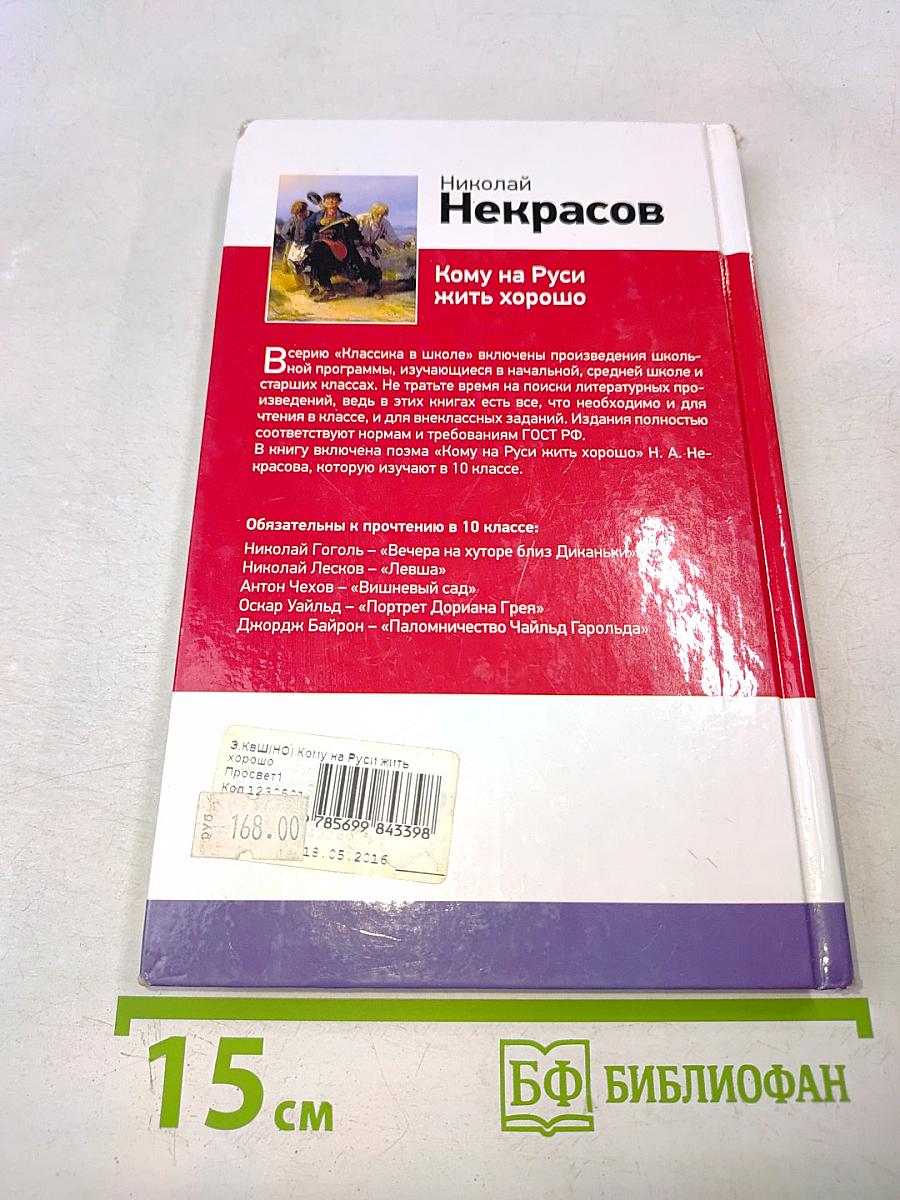 Николай
Некрасов
Кому на Руси
жить хорошо
В серию «Классика в школе» включены произведения школь-
ной программы, изучающиеся в начальной, средней школе и
старших классах. Не тратьте время на поиски литературных про-
изведений, ведь в этих книгах есть все, что необходимо и для
чтения в классе, и для внеклассных заданий. Издания полностью
соответствуют нормам и требованиям ГОСТ РФ.
В книгу включена поэма «Кому на Руси жить хорошо» Н. А. Не-
красова, которую изучают в 10 классе.
Обязательны к прочтению в 10 классе:
Николай Гоголь – «Вечера на хуторе близ Диканьки»
Николай Лесков – «Левша»
Антон Чехов – «Вишневый сад»
Оскар Уайльд – «Портрет Дориана Грея»
Джордж Байрон – «Паломничество Чайльд Гарольда»
Э.КвШ(НО) Кому на Руси жить
хорошо
Просвет1
Код
руб. 168.00
785699 843398
18.05.2016
15 см
БФ БИБЛИОФАН